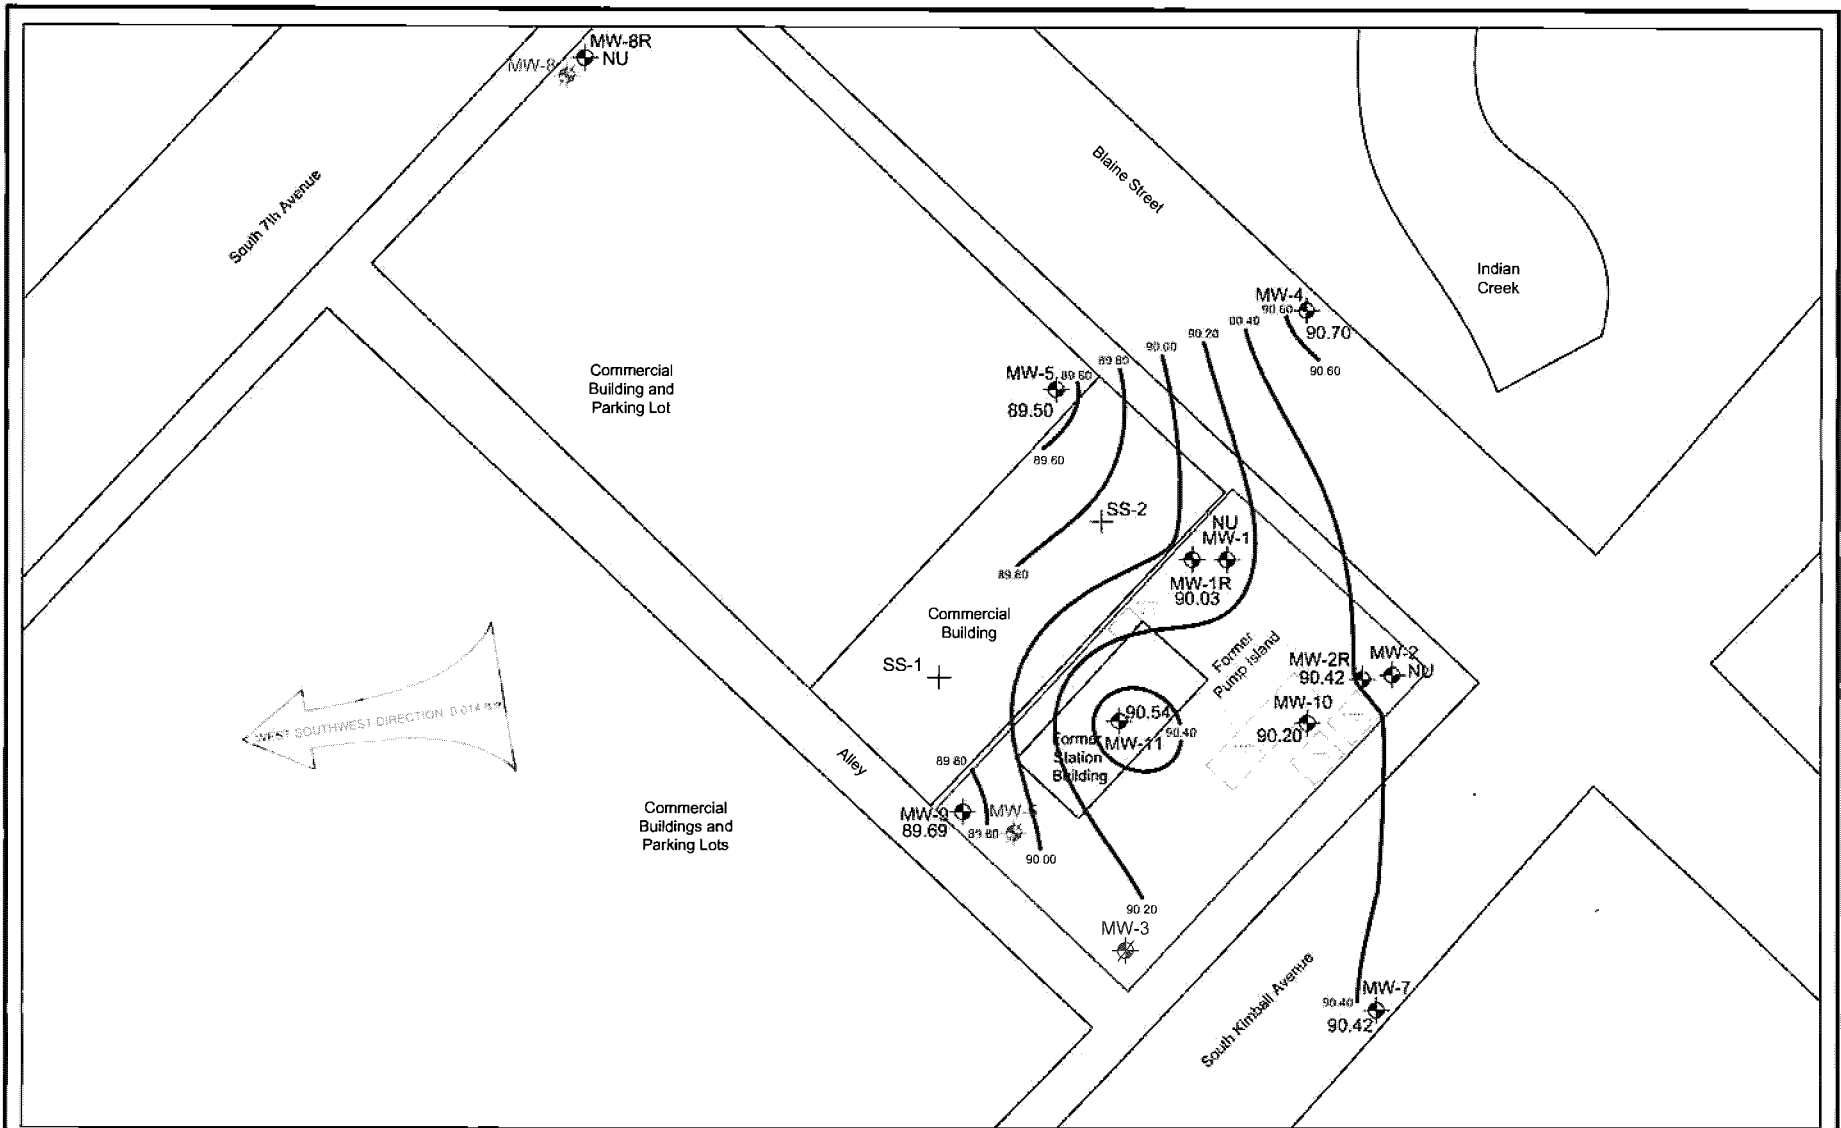 MW-8R
MW-8
NU
South 7th Avenue
Blaine Street
Indian
Creek
MW-4
90.60
90.70
90.60
90.40
90.20
90.00
89.80
MW-5
89.60
89.50
89.60
Commercial
Building and
Parking Lot
SS-2
89.80
NU
MW-1
MW-1R
90.03
Commercial
Building
SS-1
Former
Pump Island
MW-2R
90.42
MW-2
NU
MW-10
90.20
90.54
MW-11
90.40
Former
Station
Building
WEST SOUTHWEST DIRECTION 0.014
Alley
89.80
MW-9
89.69
89.80
90.00
Commercial
Buildings and
Parking Lots
90.20
MW-3
South Kimball Avenue
90.40
MW-7
90.42